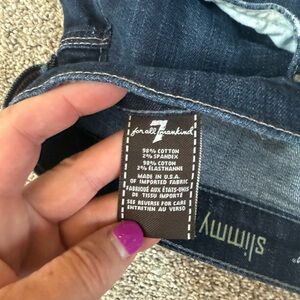 7
for all mankind
98% COTTON
2% SPANDEX
98% COTON
2% ÉLASTHANNE
MADE IN U.S.A.
OF IMPORTED FABRIC
FABRIQUÉ AUX ÉTATS-UNIS
DE TISSU IMPORTÉ
SEE REVERSE FOR CARE
ENTRETIEN AU VERSO
slimmy